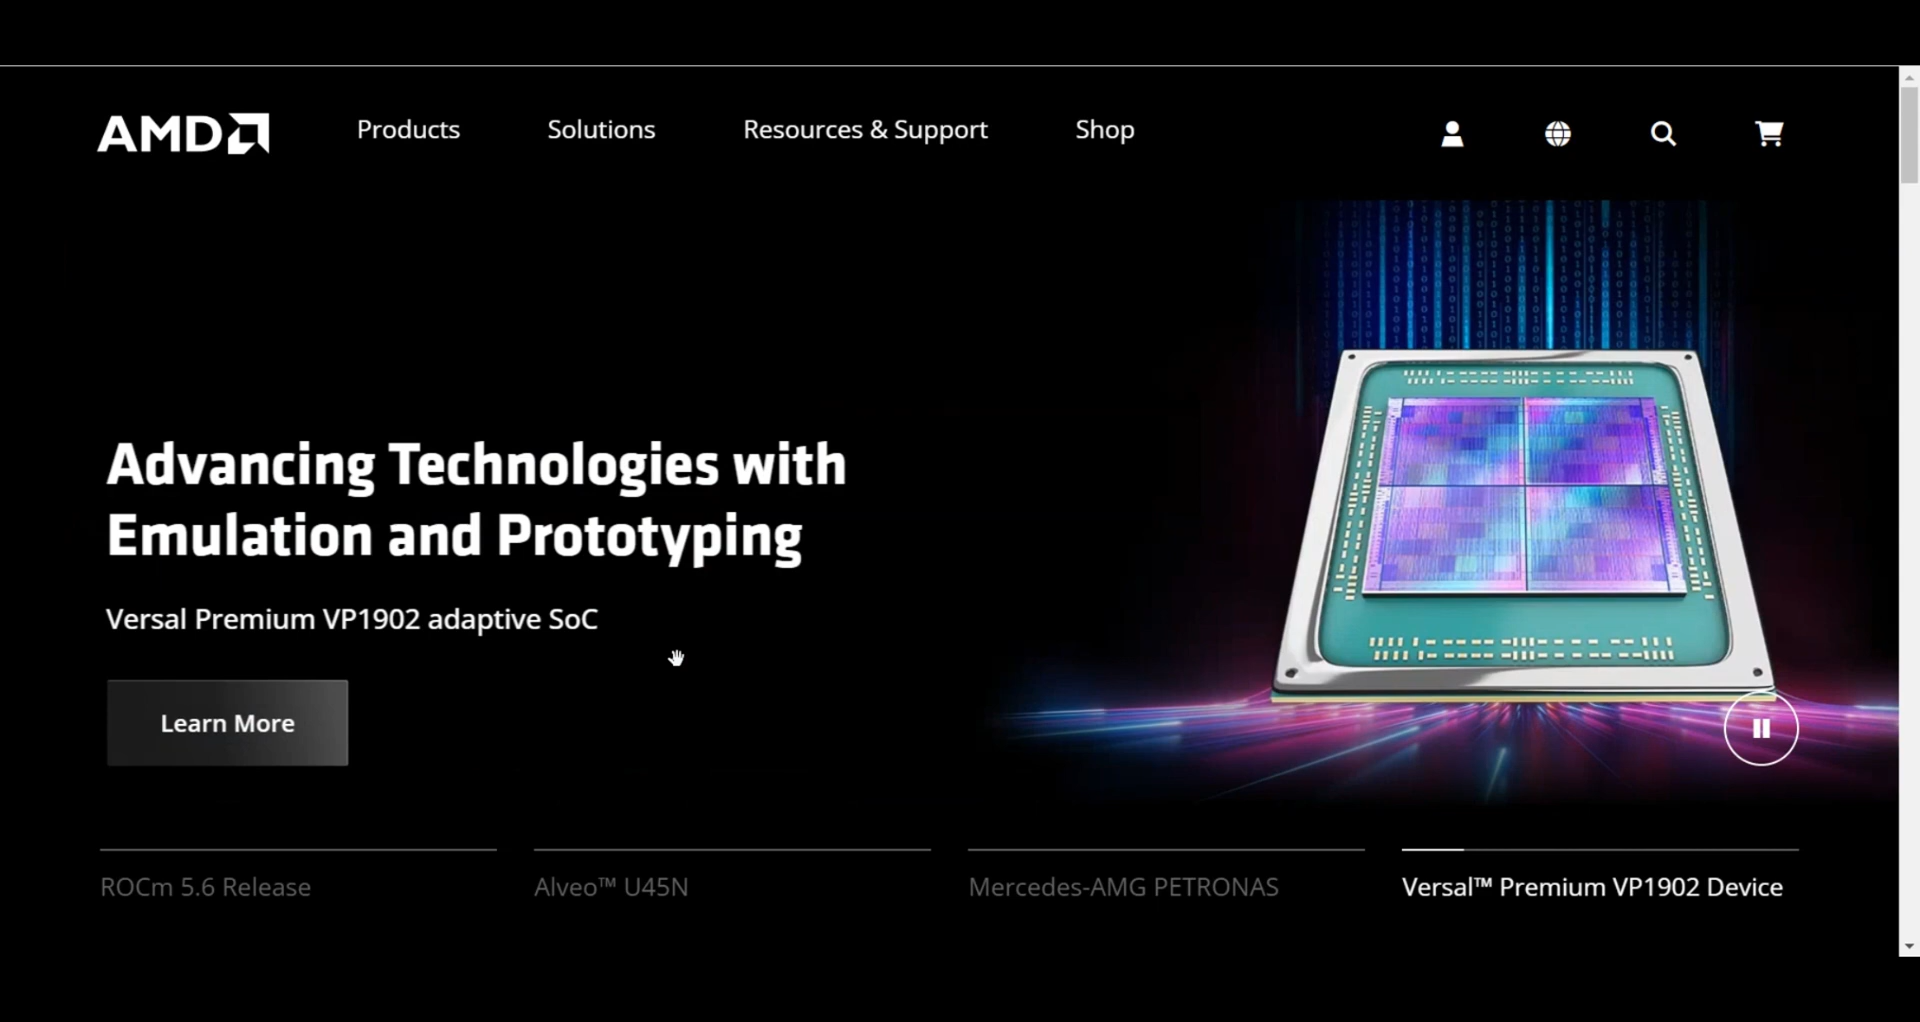 AMD
Products
Solutions
Resources & Support
Shop
Advancing Technologies with
Emulation and Prototyping
Versal Premium VP1902 adaptive SoC
Learn More
ROCm 5.6 Release
Alveo™ U45N
Mercedes-AMG PETRONAS
Versal™ Premium VP1902 Device